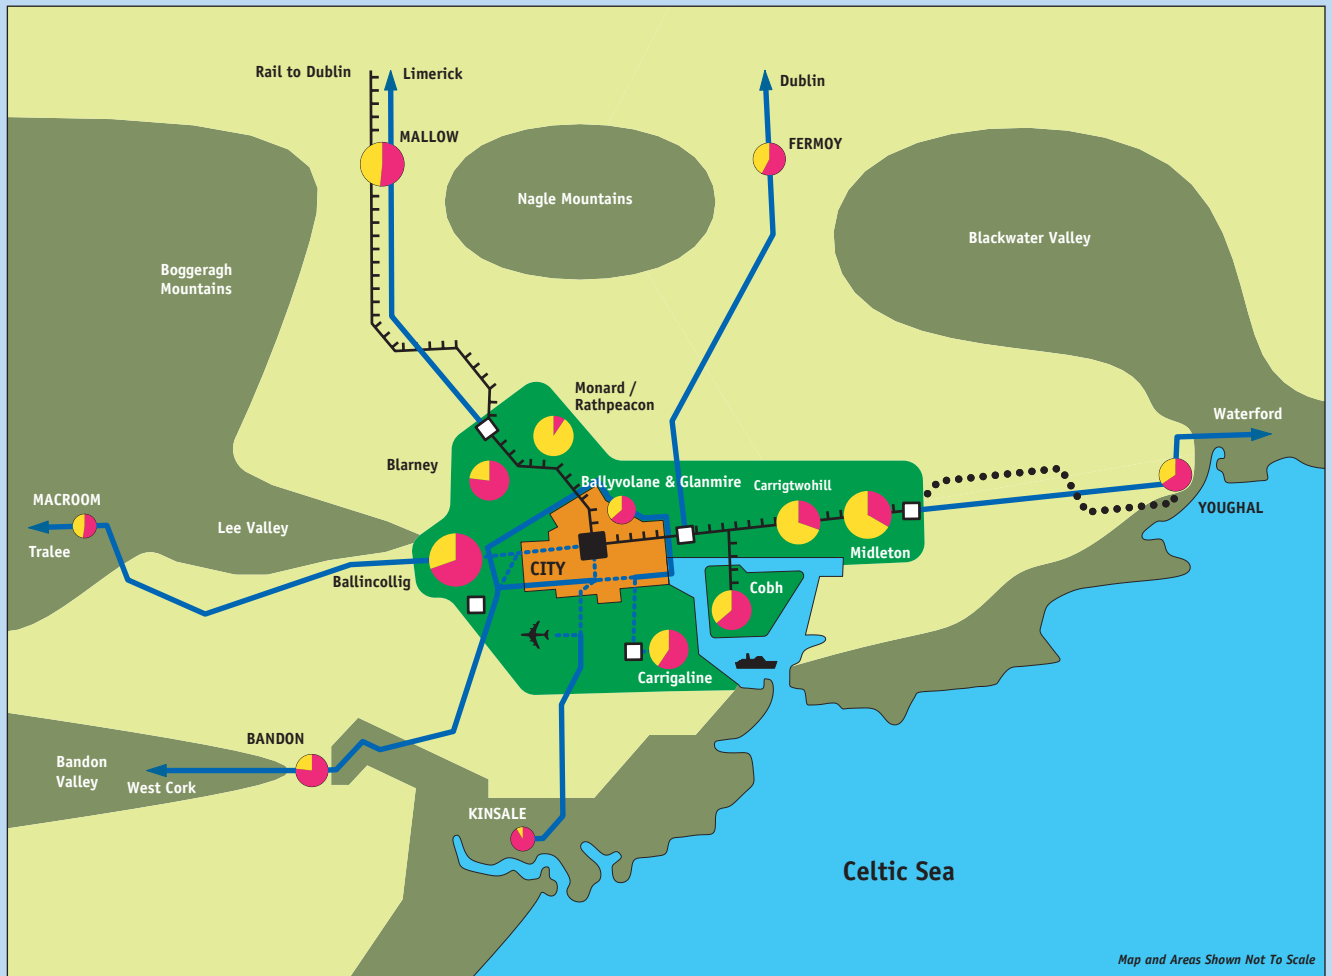 Rail to Dublin
Limerick
Dublin
MALLOW
FERMOY
Nagle Mountains
Blackwater Valley
Boggeragh
Mountains
Monard /
Rathpeacon
Waterford
Blarney
Ballyvolane & Glanmire
Carrigtwohill
MACROOM
YOUGHAL
Lee Valley
Tralee
Midleton
CITY
Ballincollig
Cobh
Carrigaline
BANDON
Bandon
Valley
West Cork
KINSALE
Celtic Sea
Map and Areas Shown Not To Scale